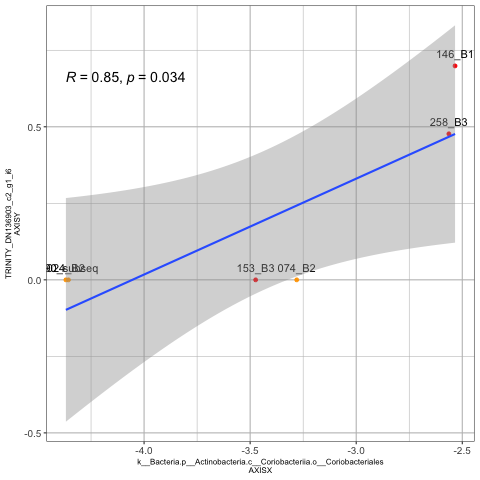 146_B1
R = 0.85, p = 0.034
258_B3
0.5
153_B3 074_B2
0.0
-0.5
-4.0 -3.5 -3.0 -2.5
k__Bacteria.p__Actinobacteria.c__Coriobacteriia.o__Coriobacteriales
AXISX
TRINITY_DN136903_c2_g1_i6
AXISY